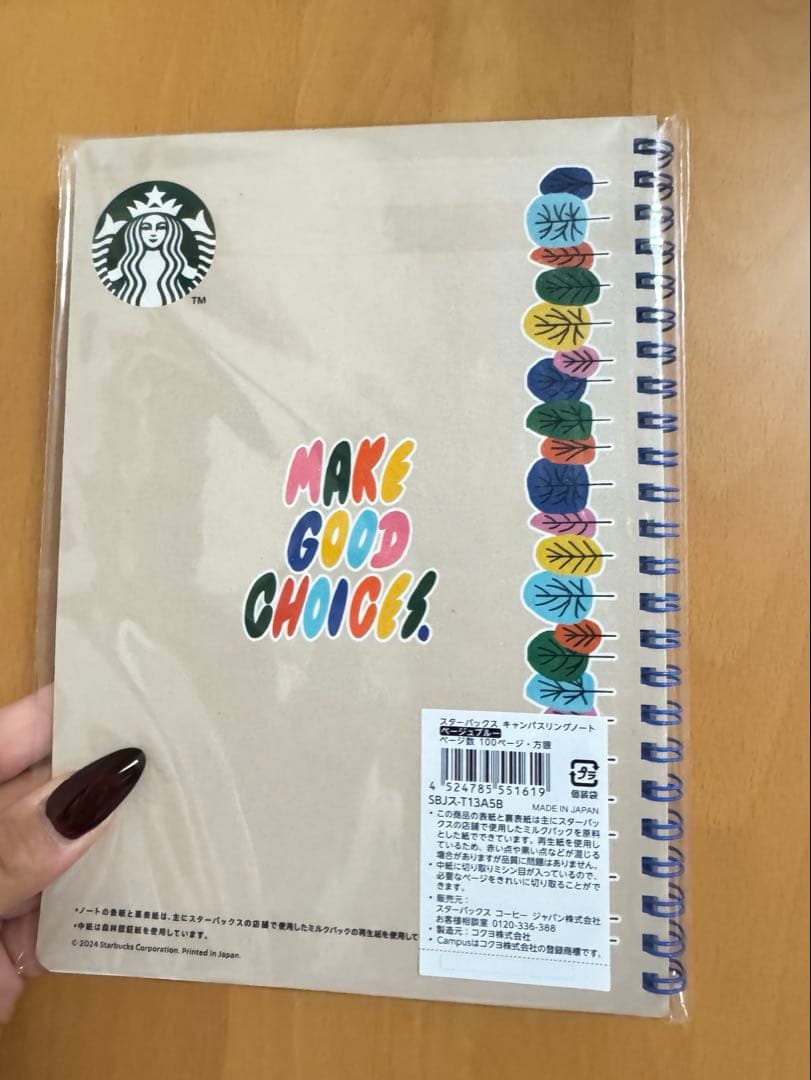 TM
MAKE
GOOD
CHOICES.
スターバックス キャンパスリングノート
ベージュブルー
ページ数 100ページ・方眼
4 524785 551619
プラ
個装袋
SBJス-T13A5B
MADE IN JAPAN
• この商品の表紙と裏表紙は主にスターバッ
クスの店舗で使用したミルクパックを原料
とした紙でできています。再生紙を使用し
ているため、赤い点や黒い点などが混じる
場合がありますが品質に問題はありません。
• 中紙に切り取りミシン目が入っているので、
必要なページをきれいに切り取ることがで
きます。
• 販売元：
スターバックス コーヒー ジャパン株式会社
お客様相談室 0120-336-388
• 製造元：コクヨ株式会社
• Campusはコクヨ株式会社の登録商標です。
*ノートの表紙と裏表紙は、主にスターバックスの店舗で使用したミルクパックの再生紙を使用して
*中紙は森林認証紙を使用しています。
© 2024 Starbucks Corporation. Printed in Japan.